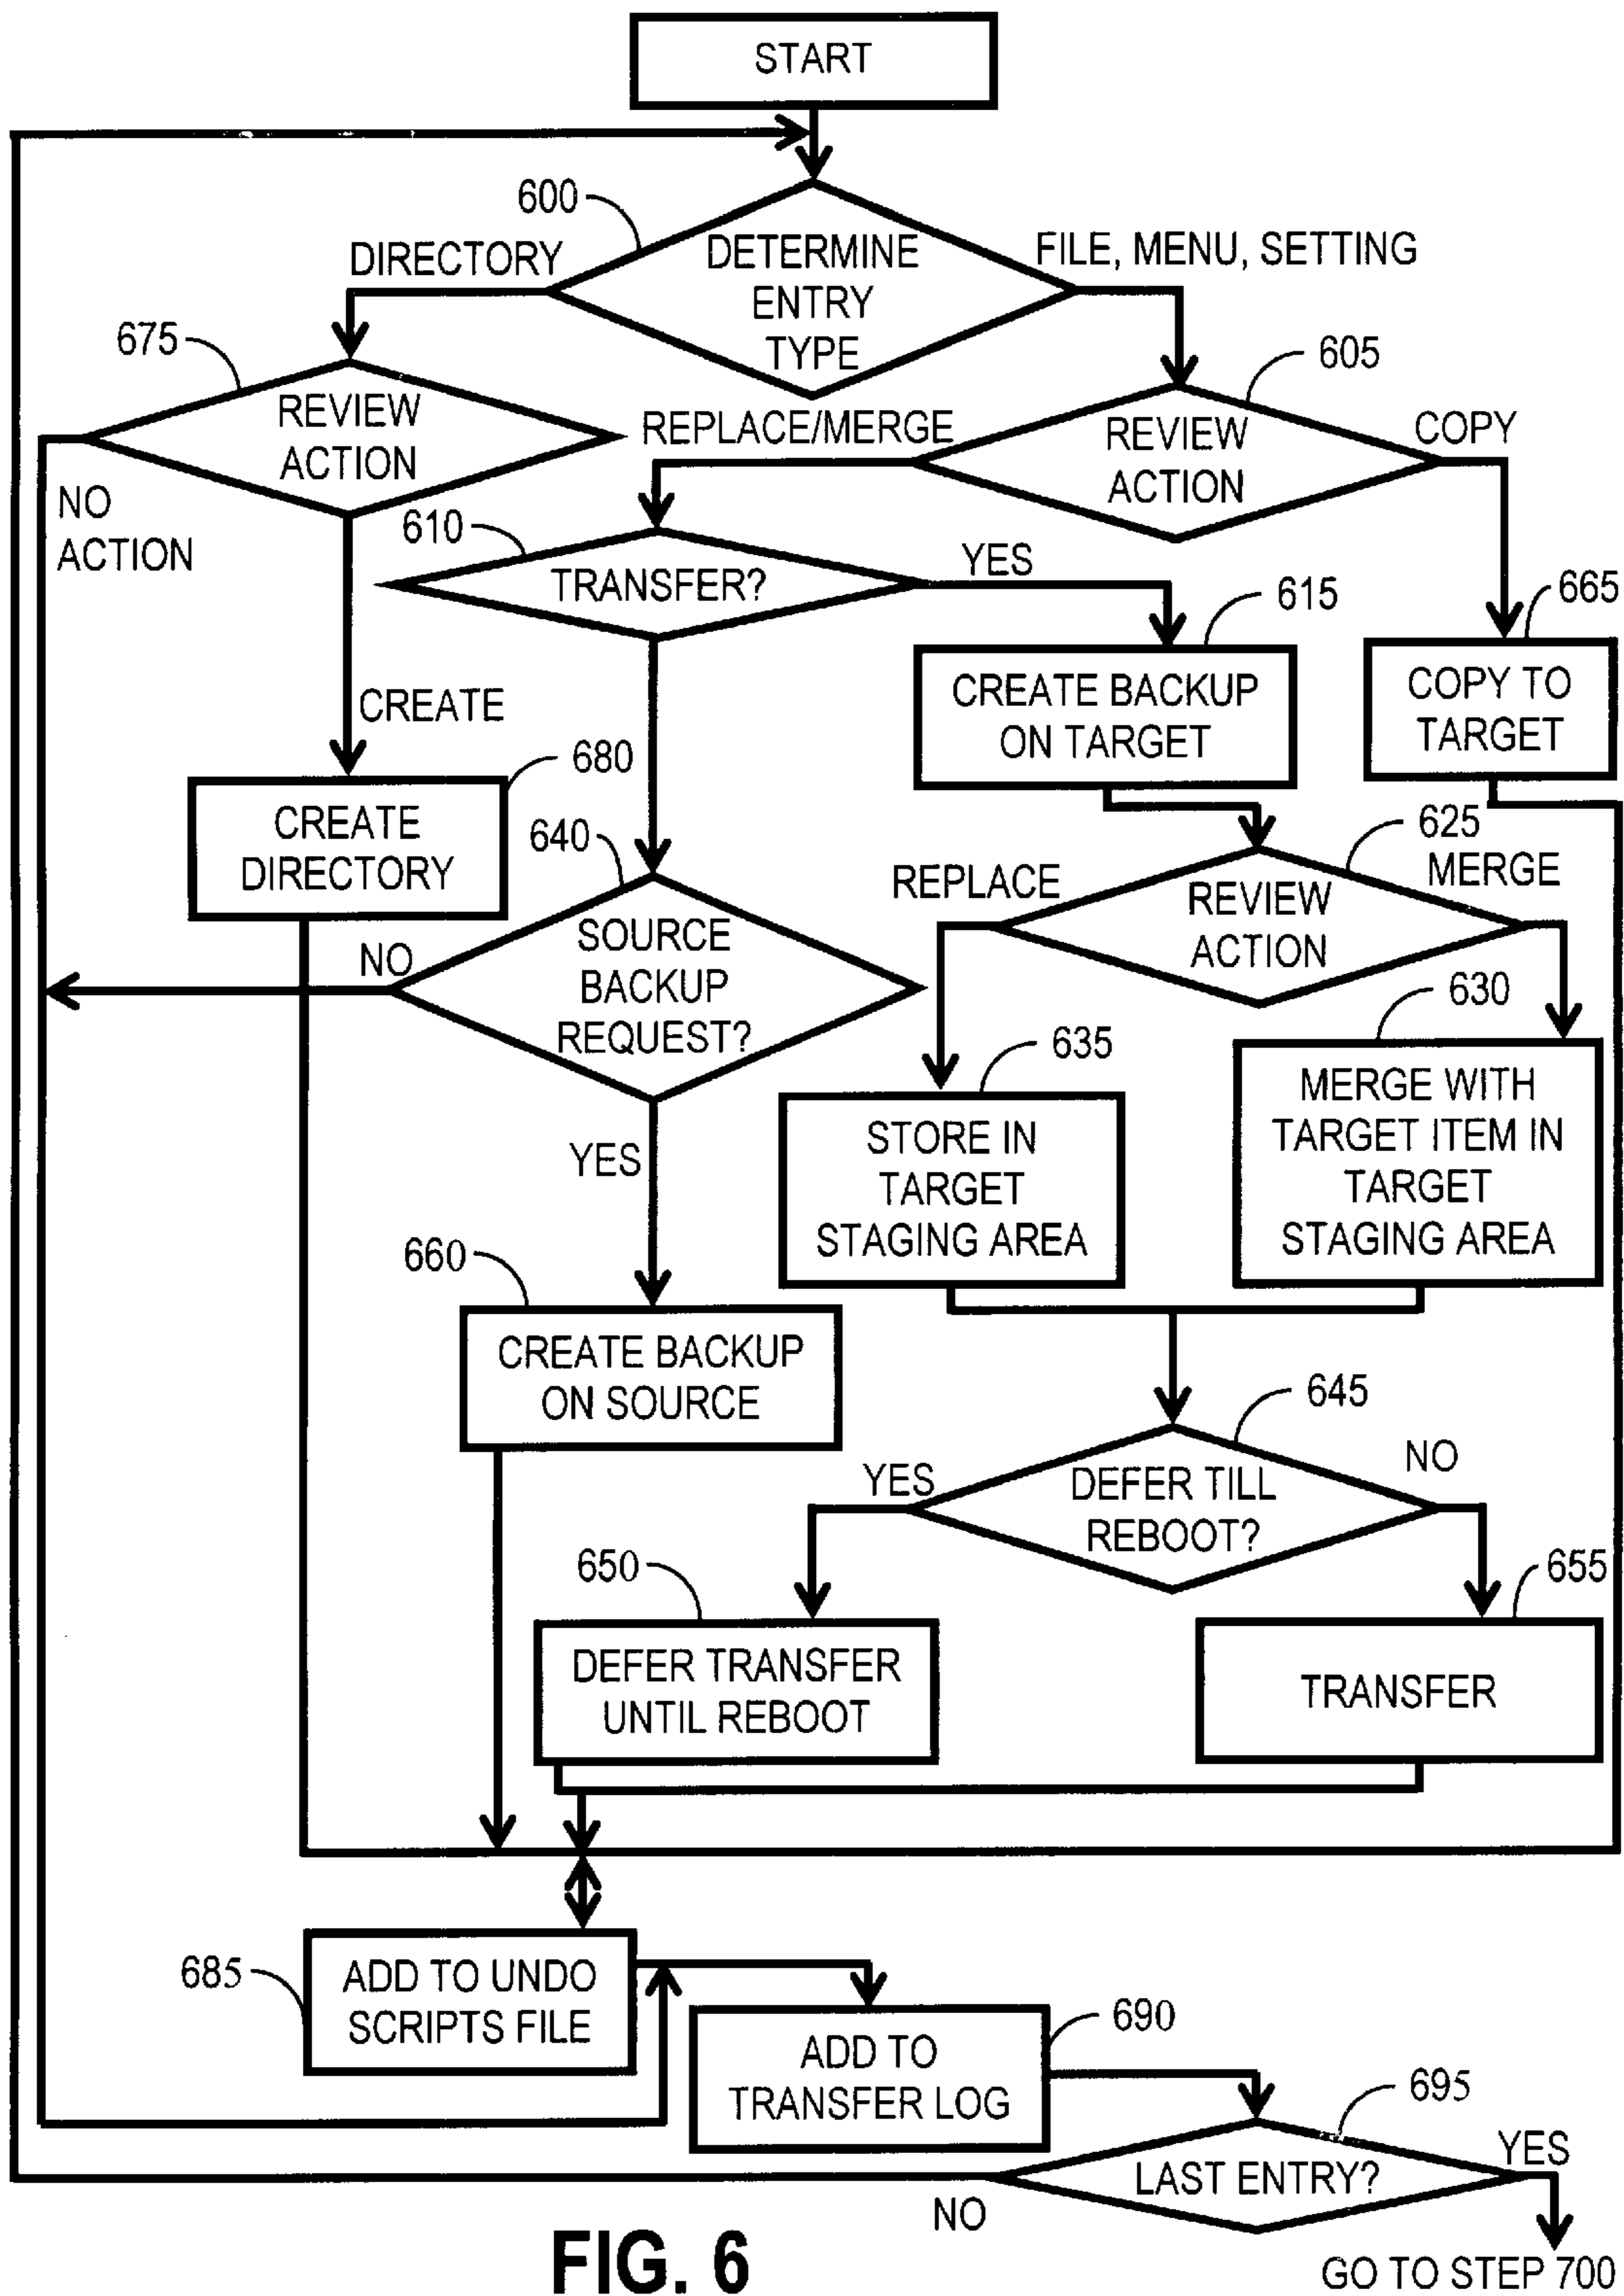 START
600
DIRECTORY
DETERMINE
ENTRY
TYPE
FILE, MENU, SETTING
675
REVIEW
ACTION
605
REPLACE/MERGE
REVIEW
ACTION
COPY
NO
ACTION
610
TRANSFER?
YES
615
665
CREATE BACKUP
ON TARGET
COPY TO
TARGET
CREATE
680
CREATE
DIRECTORY
640
625
REPLACE
MERGE
REVIEW
ACTION
NO
SOURCE
BACKUP
REQUEST?
630
635
MERGE WITH
TARGET ITEM IN
TARGET
STAGING AREA
STORE IN
TARGET
STAGING AREA
YES
660
CREATE BACKUP
ON SOURCE
645
YES
DEFER TILL
REBOOT?
NO
650
655
DEFER TRANSFER
UNTIL REBOOT
TRANSFER
685
ADD TO UNDO
SCRIPTS FILE
690
ADD TO
TRANSFER LOG
695
LAST ENTRY?
YES
NO
GO TO STEP 700
FIG. 6